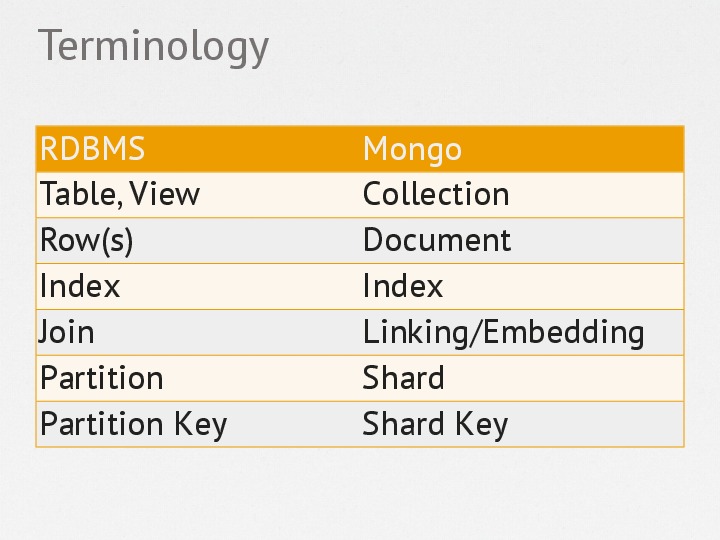 Terminology
RDBMS Mongo
Table, View Collection
Row(s) Document
Index Index
Join Linking/Embedding
Partition Shard
Partition Key Shard Key